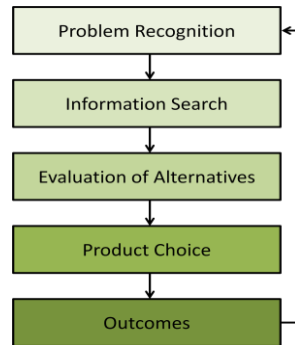 Problem Recognition
Information Search
Evaluation of Alternatives
Product Choice
Outcomes